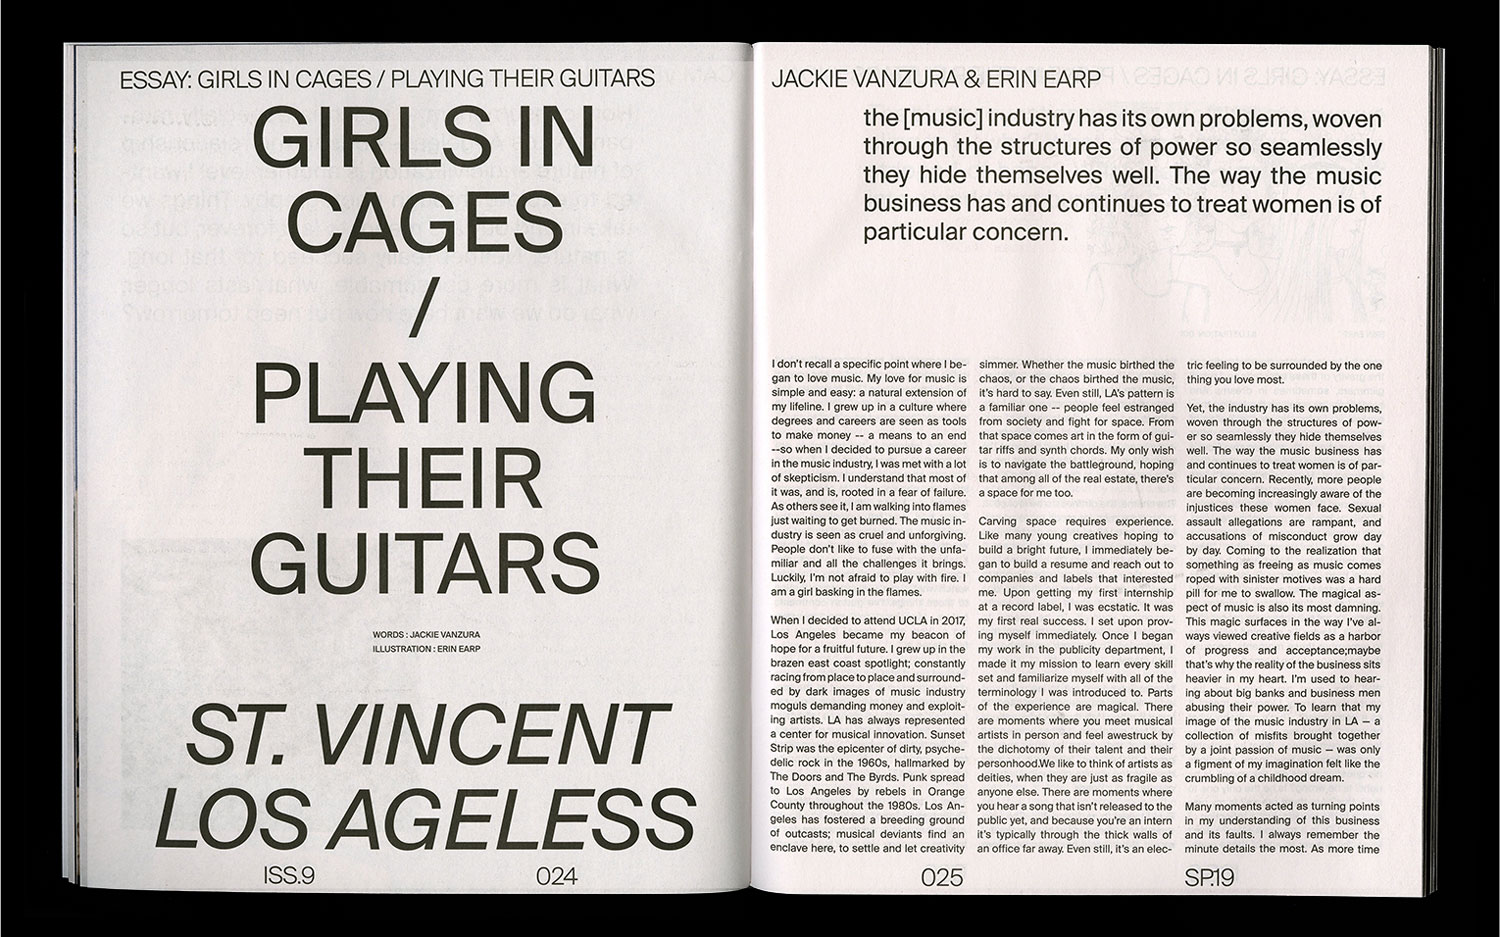 ESSAY: GIRLS IN CAGES / PLAYING THEIR GUITARS
GIRLS IN
CAGES
/
PLAYING
THEIR
GUITARS
WORDS : JACKIE VANZURA
ILLUSTRATION : ERIN EARP
ST. VINCENT
LOS AGELESS
ISS.9
024
JACKIE VANZURA & ERIN EARP
the [music] industry has its own problems, woven
through the structures of power so seamlessly
they hide themselves well. The way the music
business has and continues to treat women is of
particular concern.
I don't recall a specific point where I be-
gan to love music. My love for music is
simple and easy: a natural extension of
my lifeline. I grew up in a culture where
degrees and careers are seen as tools
to make money -- a means to an end
--so when I decided to pursue a career
in the music industry, I was met with a lot
of skepticism. I understand that most of
it was, and is, rooted in a fear of failure.
As others see it, I am walking into flames
just waiting to get burned. The music in-
dustry is seen as cruel and unforgiving.
People don't like to fuse with the unfa-
miliar and all the challenges it brings.
Luckily, I'm not afraid to play with fire. I
am a girl basking in the flames.
When I decided to attend UCLA in 2017,
Los Angeles became my beacon of
hope for a fruitful future. I grew up in the
brazen east coast spotlight; constantly
racing from place to place and surround-
ed by dark images of music industry
moguls demanding money and exploit-
ing artists. LA has always represented
a center for musical innovation. Sunset
Strip was the epicenter of dirty, psyche-
delic rock in the 1960s, hallmarked by
The Doors and The Byrds. Punk spread
to Los Angeles by rebels in Orange
County throughout the 1980s. Los An-
geles has fostered a breeding ground
of outcasts; musical deviants find an
enclave here, to settle and let creativity
simmer. Whether the music birthed the
chaos, or the chaos birthed the music,
it's hard to say. Even still, LA's pattern is
a familiar one -- people feel estranged
from society and fight for space. From
that space comes art in the form of gui-
tar riffs and synth chords. My only wish
is to navigate the battleground, hoping
that among all of the real estate, there's
a space for me too.
Carving space requires experience.
Like many young creatives hoping to
build a bright future, I immediately be-
gan to build a resume and reach out to
companies and labels that interested
me. Upon getting my first internship
at a record label, I was ecstatic. It was
my first real success. I set upon prov-
ing myself immediately. Once I began
my work in the publicity department, I
made it my mission to learn every skill
set and familiarize myself with all of the
terminology I was introduced to. Parts
of the experience are magical. There
are moments where you meet musical
artists in person and feel awestruck by
the dichotomy of their talent and their
personhood.We like to think of artists as
deities, when they are just as fragile as
anyone else. There are moments where
you hear a song that isn't released to the
public yet, and because you're an intern
it's typically through the thick walls of
an office far away. Even still, it's an elec-
tric feeling to be surrounded by the one
thing you love most.
Yet, the industry has its own problems,
woven through the structures of pow-
er so seamlessly they hide themselves
well. The way the music business has
and continues to treat women is of par-
ticular concern. Recently, more people
are becoming increasingly aware of the
injustices these women face. Sexual
assault allegations are rampant, and
accusations of misconduct grow day
by day. Coming to the realization that
something as freeing as music comes
roped with sinister motives was a hard
pill for me to swallow. The magical as-
pect of music is also its most damning.
This magic surfaces in the way I've al-
ways viewed creative fields as a harbor
of progress and acceptance;maybe
that's why the reality of the business sits
heavier in my heart. I'm used to hear-
ing about big banks and business men
abusing their power. To learn that my
image of the music industry in LA — a
collection of misfits brought together
by a joint passion of music — was only
a figment of my imagination felt like the
crumbling of a childhood dream.
Many moments acted as turning points
in my understanding of this business
and its faults. I always remember the
minute details the most. As more time
025
SP.19